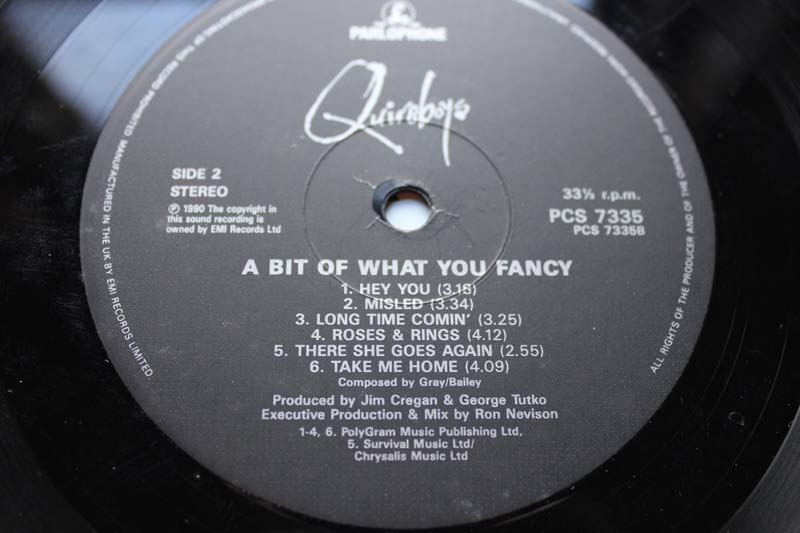 PARLOPHONE
Quireboys
SIDE 2
STEREO
℗ 1990 The copyright in
this sound recording is
owned by EMI Records Ltd
33⅓ r.p.m.
PCS 7335
PCS 7335B
A BIT OF WHAT YOU FANCY
1. HEY YOU (3.18)
2. MISLED (3.34)
3. LONG TIME COMIN' (3.25)
4. ROSES & RINGS (4.12)
5. THERE SHE GOES AGAIN (2.55)
6. TAKE ME HOME (4.09)
Composed by Gray/Bailey
Produced by Jim Cregan & George Tutko
Executive Production & Mix by Ron Nevison
1-4, 6. PolyGram Music Publishing Ltd,
5. Survival Music Ltd/
Chrysalis Music Ltd
ALL RIGHTS OF THE PRODUCER AND OF THE OWNER OF THE RECORDED
PROHIBITED. MANUFACTURED IN THE UK BY EMI RECORDS LIMITED.